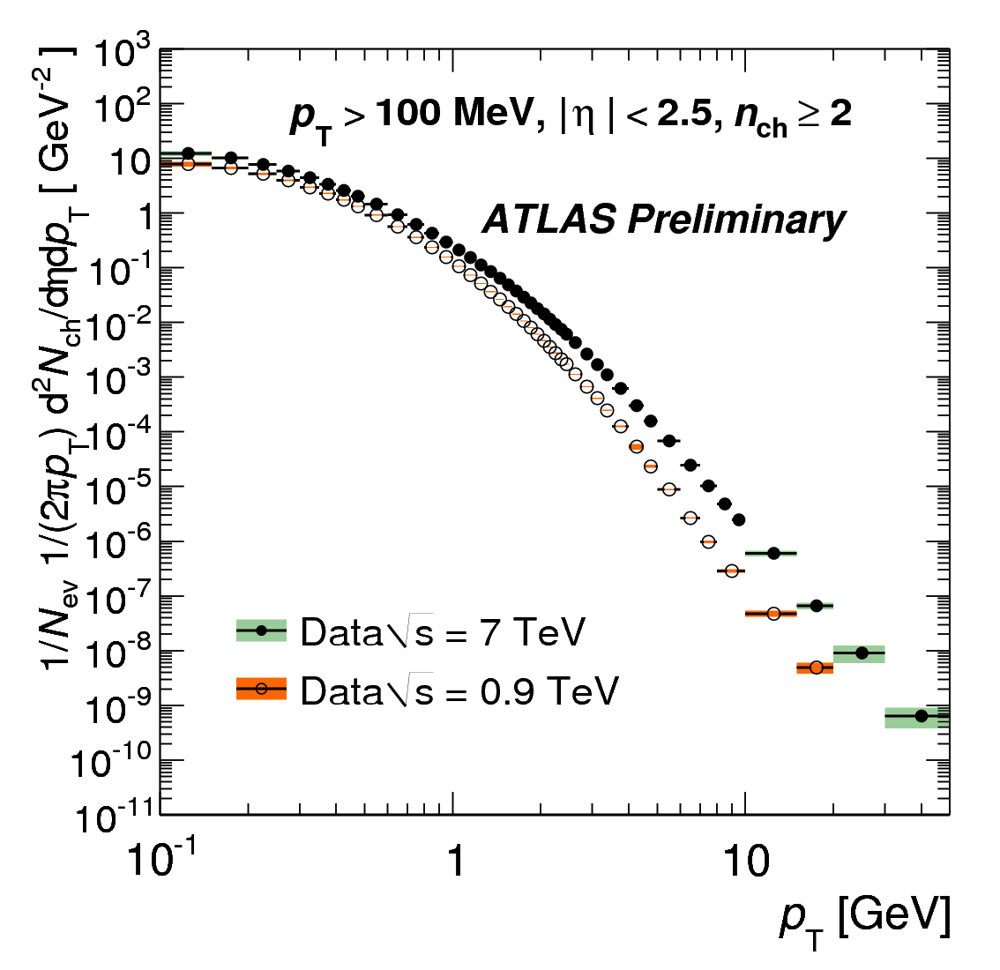 10³
10²
10
1
10⁻¹
10⁻²
10⁻³
10⁻⁴
10⁻⁵
10⁻⁶
10⁻⁷
10⁻⁸
10⁻⁹
10⁻¹⁰
10⁻¹¹
1/N_ev 1/(2πp_T) d²N_ch/dηdp_T [ GeV⁻² ]
p_T > 100 MeV, | η | < 2.5, n_ch ≥ 2
ATLAS Preliminary
Data √s = 7 TeV
Data √s = 0.9 TeV
10⁻¹ 1 10
p_T [GeV]